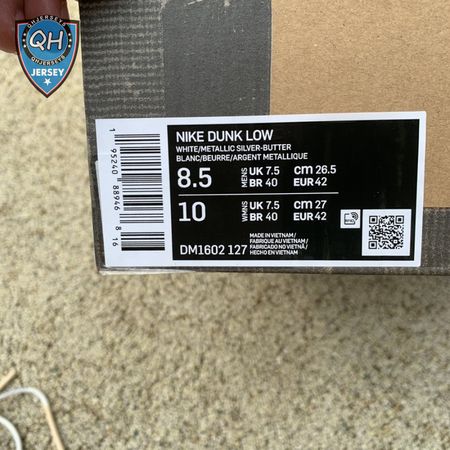 QHJERSEYS
QH
QHJERSEYS
JERSEY
1 95240 88946 8 16
NIKE DUNK LOW
WHITE/METALLIC SILVER-BUTTER
BLANC/BEURRE/ARGENT METALLIQUE
8.5 MENS UK 7.5 cm 26.5
BR 40 EUR 42
10 WMNS UK 7.5 cm 27
BR 40 EUR 42
DM1602 127
MADE IN VIETNAM/
FABRIQUE AU VIETNAM/
FABRICADO NO VIETNÃ/
HECHO EN VIETNAM